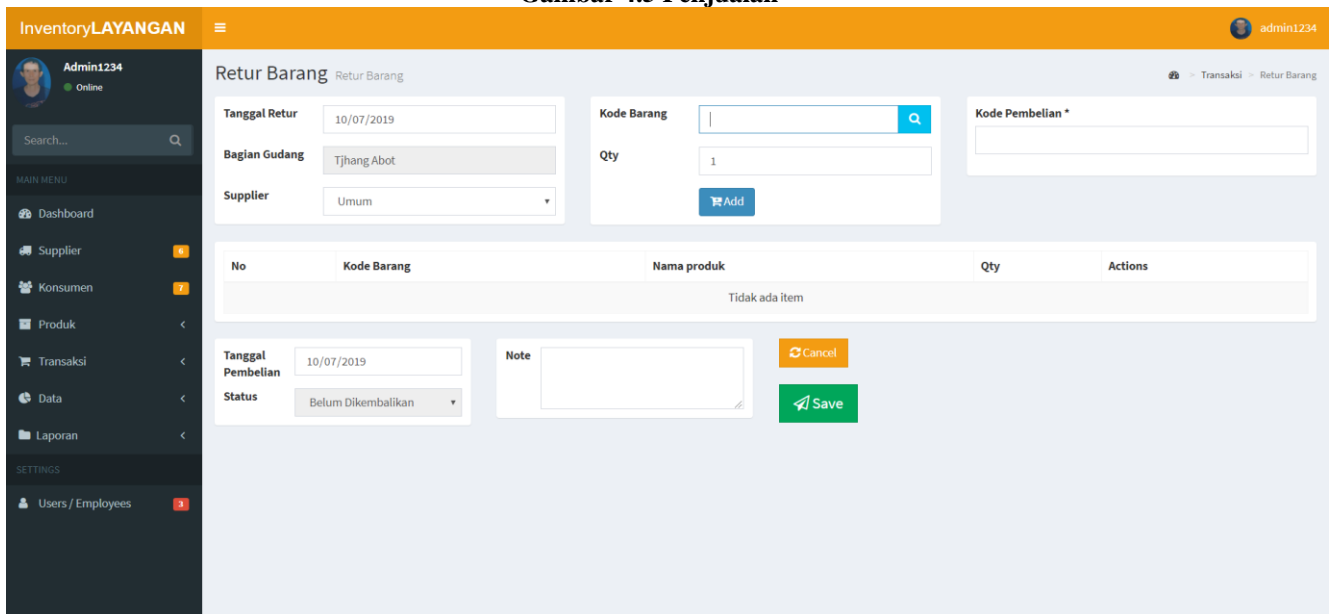 InventoryLAYANGAN
admin1234
Admin1234
Online
Search...
MAIN MENU
Dashboard
Supplier 6
Konsumen 7
Produk
Transaksi
Data
Laporan
SETTINGS
Users / Employees 3
Retur Barang Retur Barang
> Transaksi > Retur Barang
Tanggal Retur 10/07/2019
Bagian Gudang Tjhang Abot
Supplier Umum
Kode Barang
Qty 1
Add
Kode Pembelian *
No Kode Barang Nama produk Qty Actions
Tidak ada item
Tanggal
Pembelian
10/07/2019
Status Belum Dikembalikan
Note
Cancel
Save